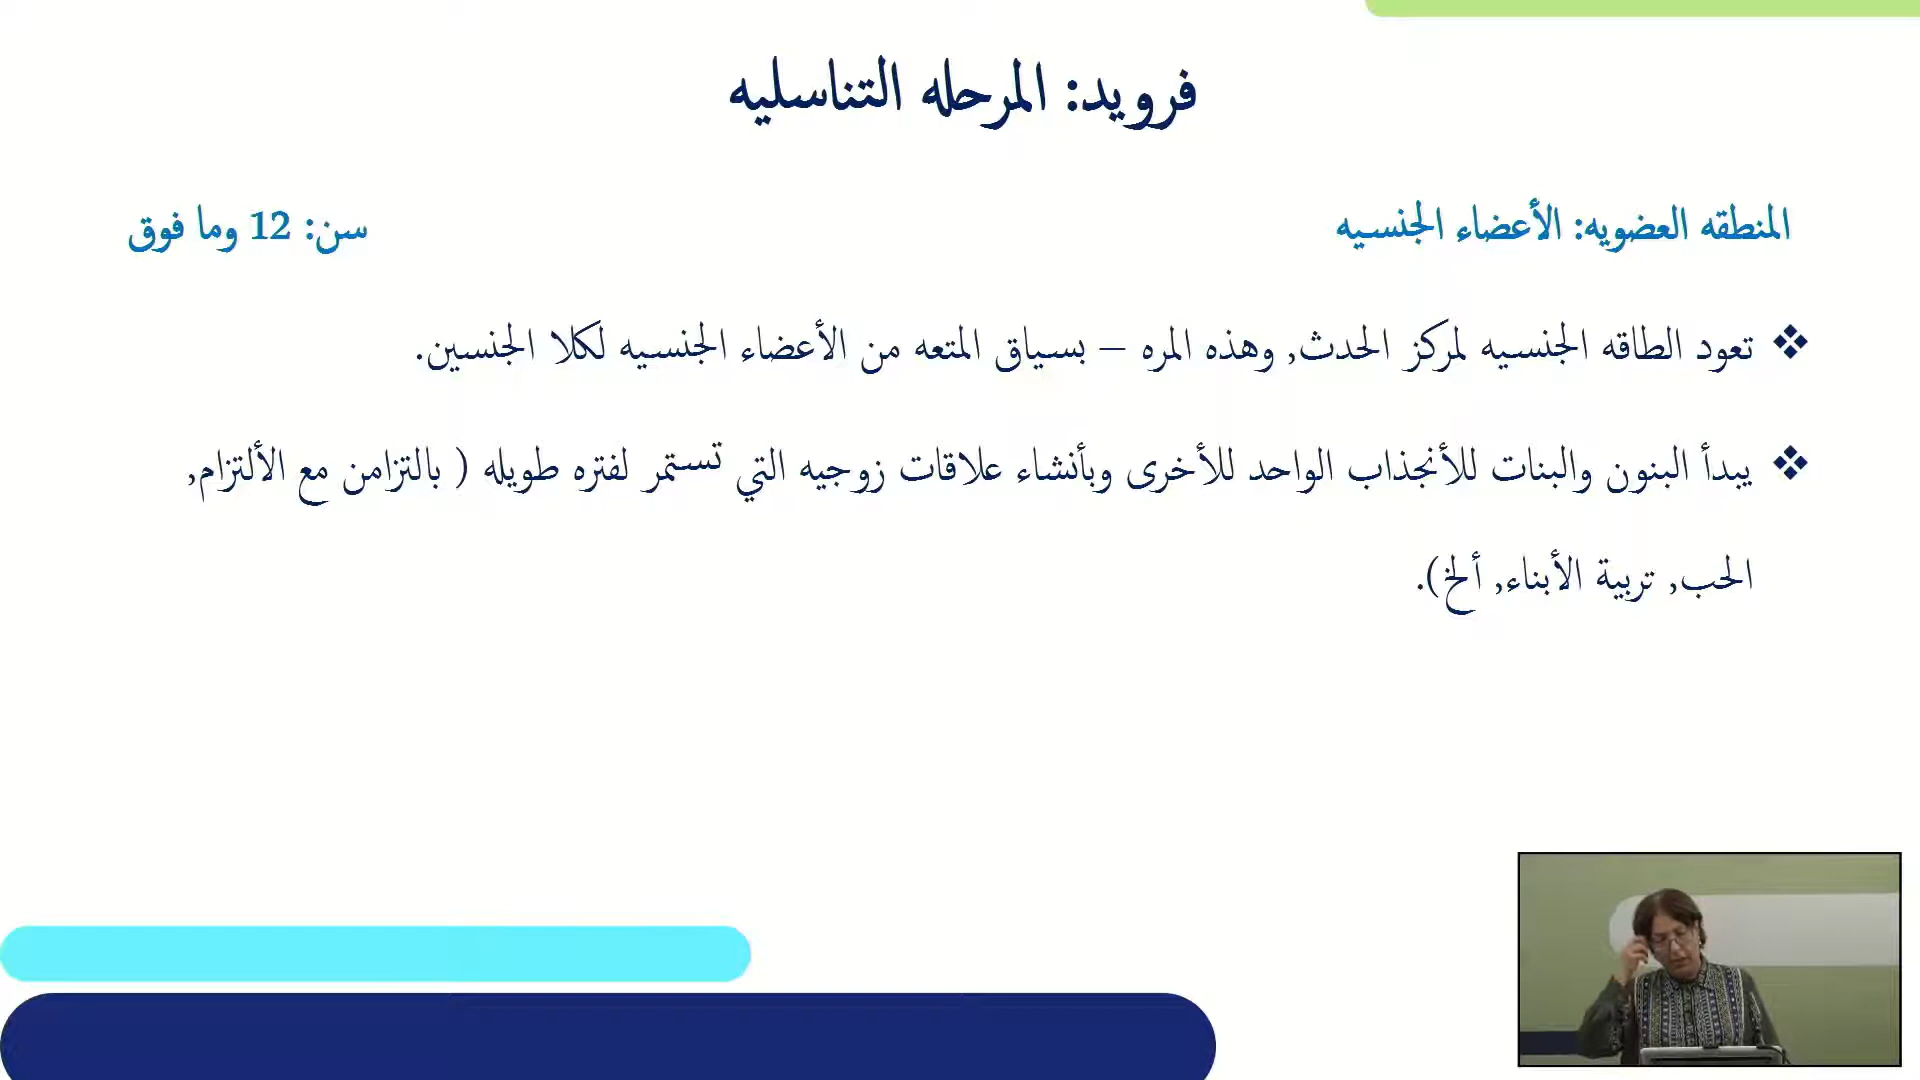 فرويد: المرحله التناسليه
المنطقه العضويه: الأعضاء الجنسيه
سن: 12 وما فوق
تعود الطاقه الجنسيه لمركز الحدث, وهذه المره – بسياق المتعه من الأعضاء الجنسيه لكلا الجنسين.
يبدأ البنون والبنات للأنجذاب الواحد للأخرى وبأنشاء علاقات زوجيه التي تستمر لفتره طويله ( بالتزامن مع الألتزام,
الحب, تربية الأبناء, ألخ).